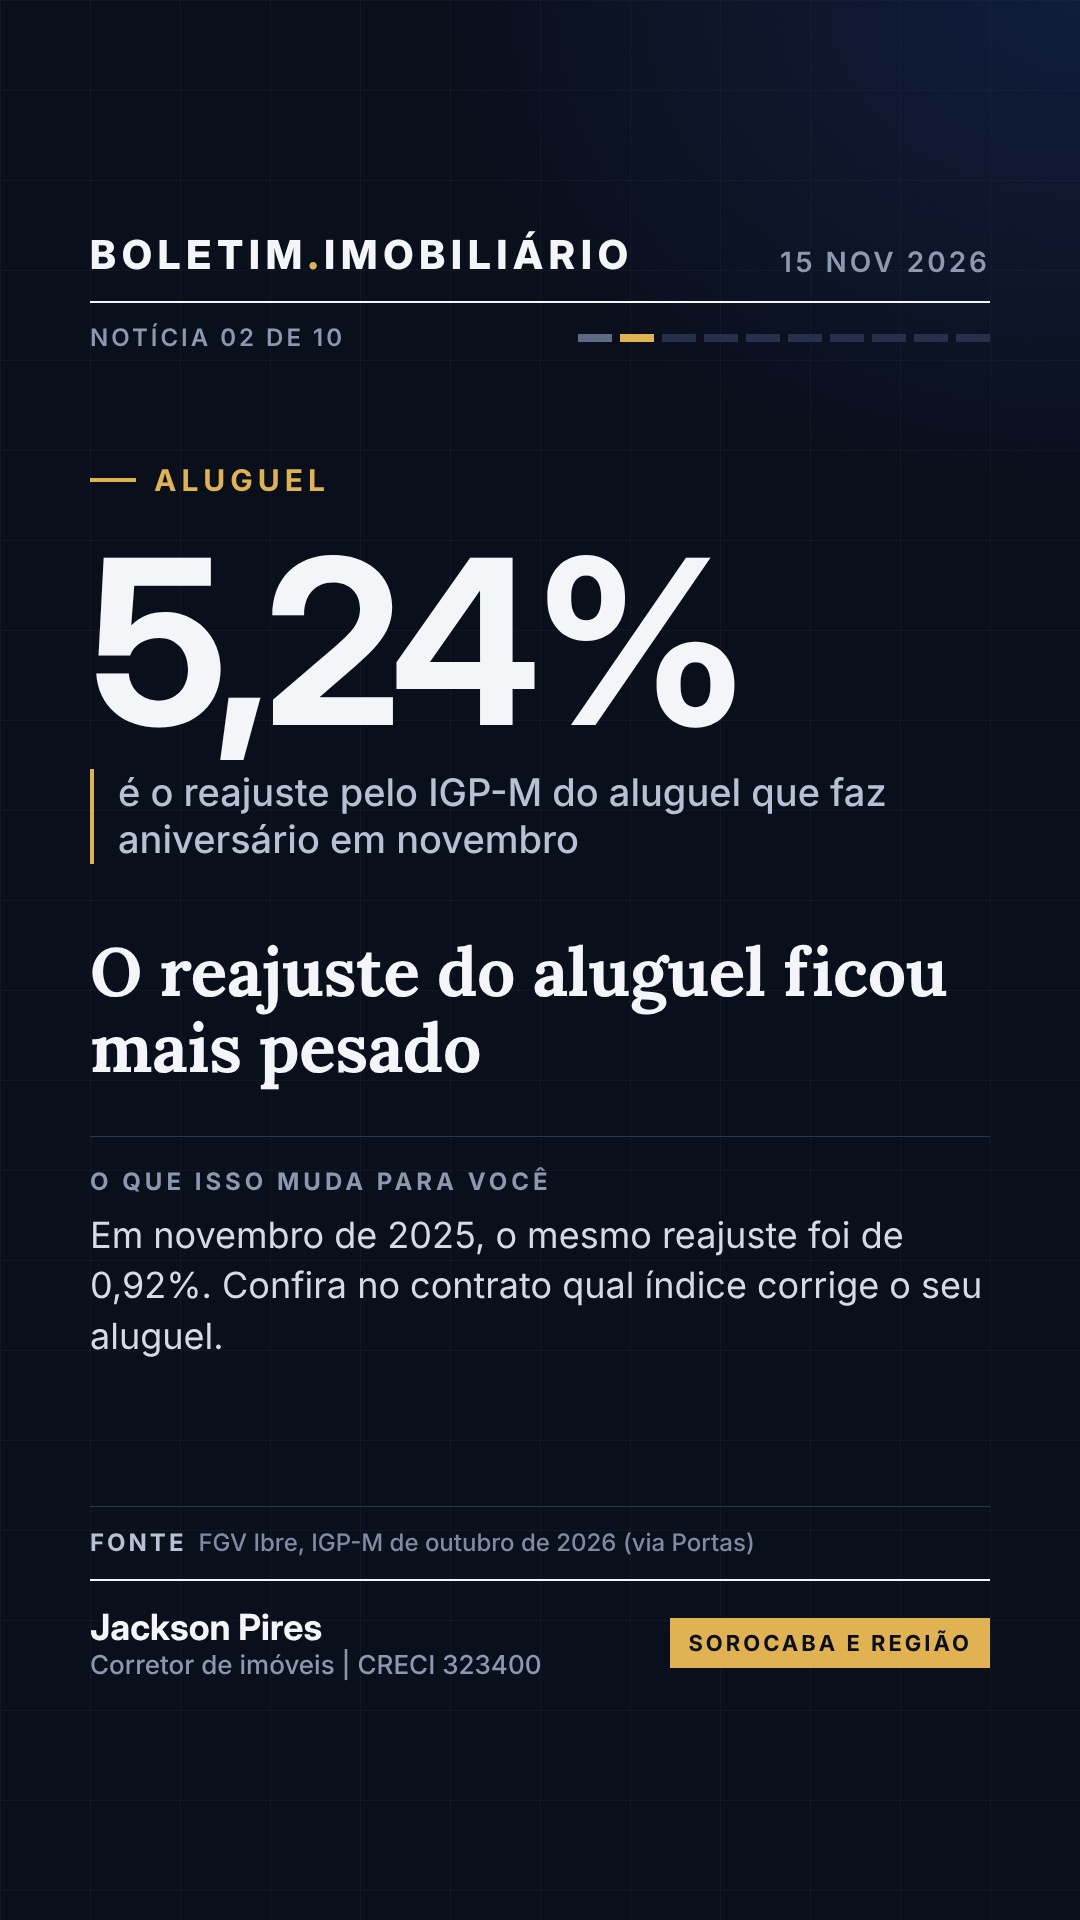 BOLETIM.IMOBILIÁRIO
15 NOV 2026
NOTÍCIA 02 DE 10
ALUGUEL
5,24%
é o reajuste pelo IGP-M do aluguel que faz
aniversário em novembro
O reajuste do aluguel ficou
mais pesado
O QUE ISSO MUDA PARA VOCÊ
Em novembro de 2025, o mesmo reajuste foi de
0,92%. Confira no contrato qual índice corrige o seu
aluguel.
FONTE FGV Ibre, IGP-M de outubro de 2026 (via Portas)
Jackson Pires
Corretor de imóveis | CRECI 323400
SOROCABA E REGIÃO